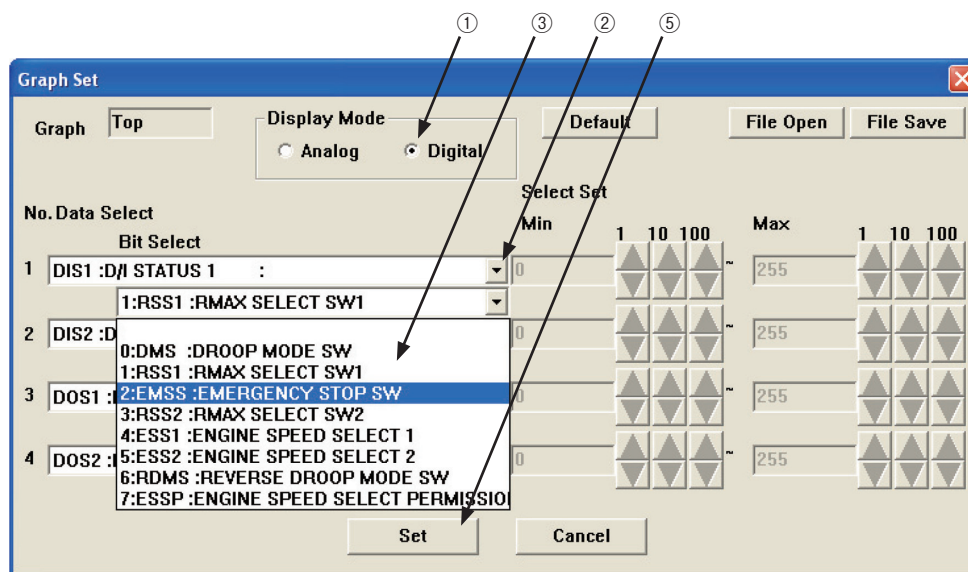 ① ③ ② ⑤
Graph Set
Graph Top Display Mode Default File Open File Save
Analog Digital
Select Set
No. Data Select Min 1 10 100 Max 1 10 100
Bit Select
1 DIS1 :D/I STATUS 1 : 0 ~ 255
1:RSS1 :RMAX SELECT SW1
2 DIS2 :D 0 ~ 255
0:DMS :DROOP MODE SW
1:RSS1 :RMAX SELECT SW1
3 DOS1 : 2:EMSS :EMERGENCY STOP SW 0 ~ 255
3:RSS2 :RMAX SELECT SW2
4:ESS1 :ENGINE SPEED SELECT 1
4 DOS2 : 5:ESS2 :ENGINE SPEED SELECT 2 0 ~ 255
6:RDMS :REVERSE DROOP MODE SW
7:ESSP :ENGINE SPEED SELECT PERMISSIO
Set Cancel